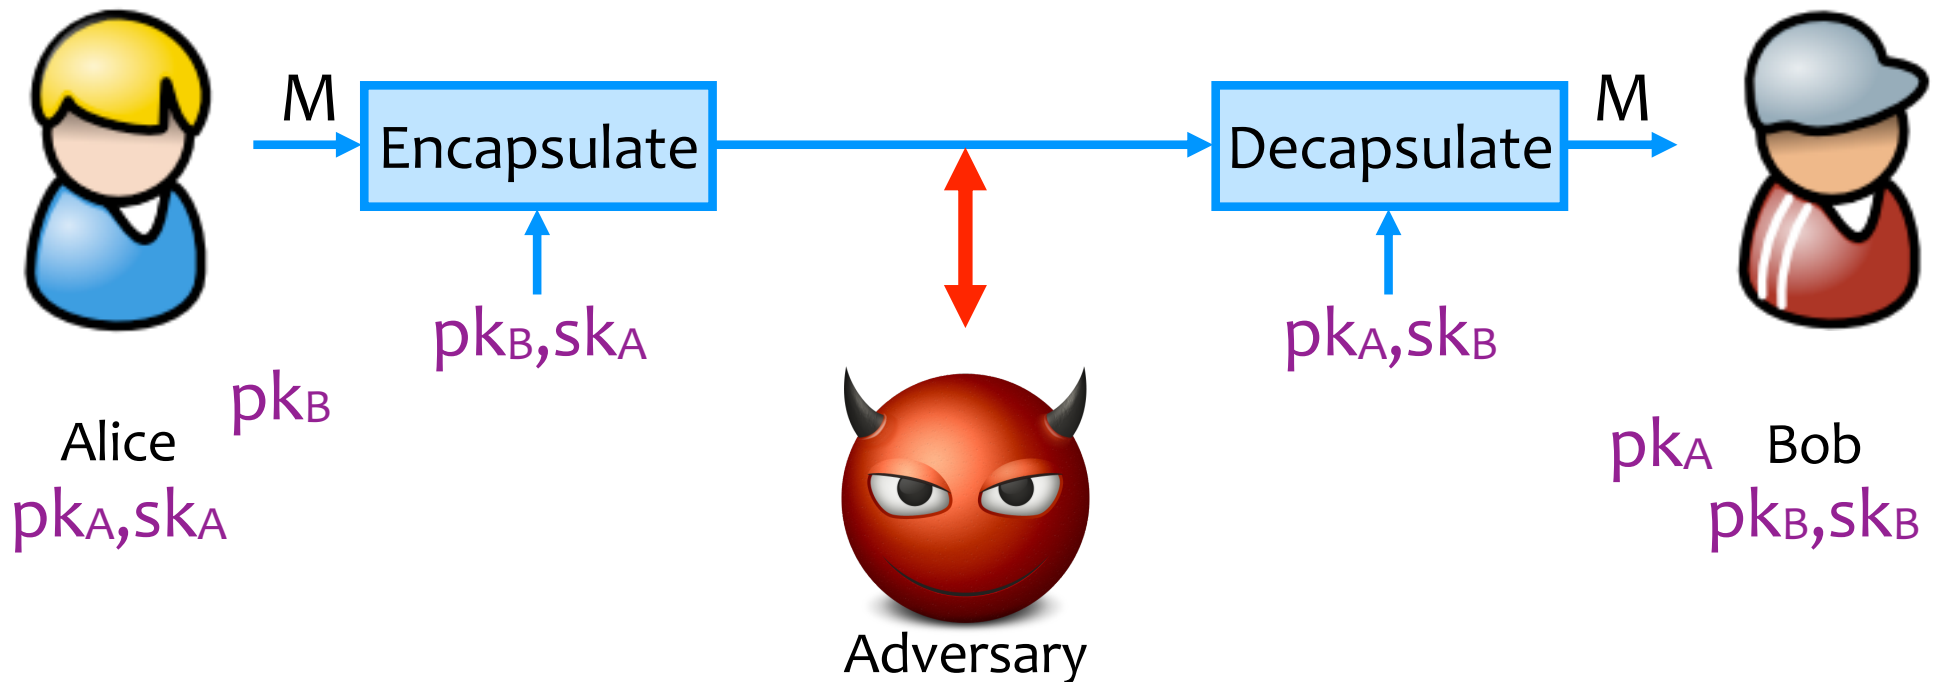 M
Encapsulate
Decapsulate
M
pkB,skA
pkA,skB
pkB
Alice
pkA,skA
pkA
Bob
pkB,skB
Adversary